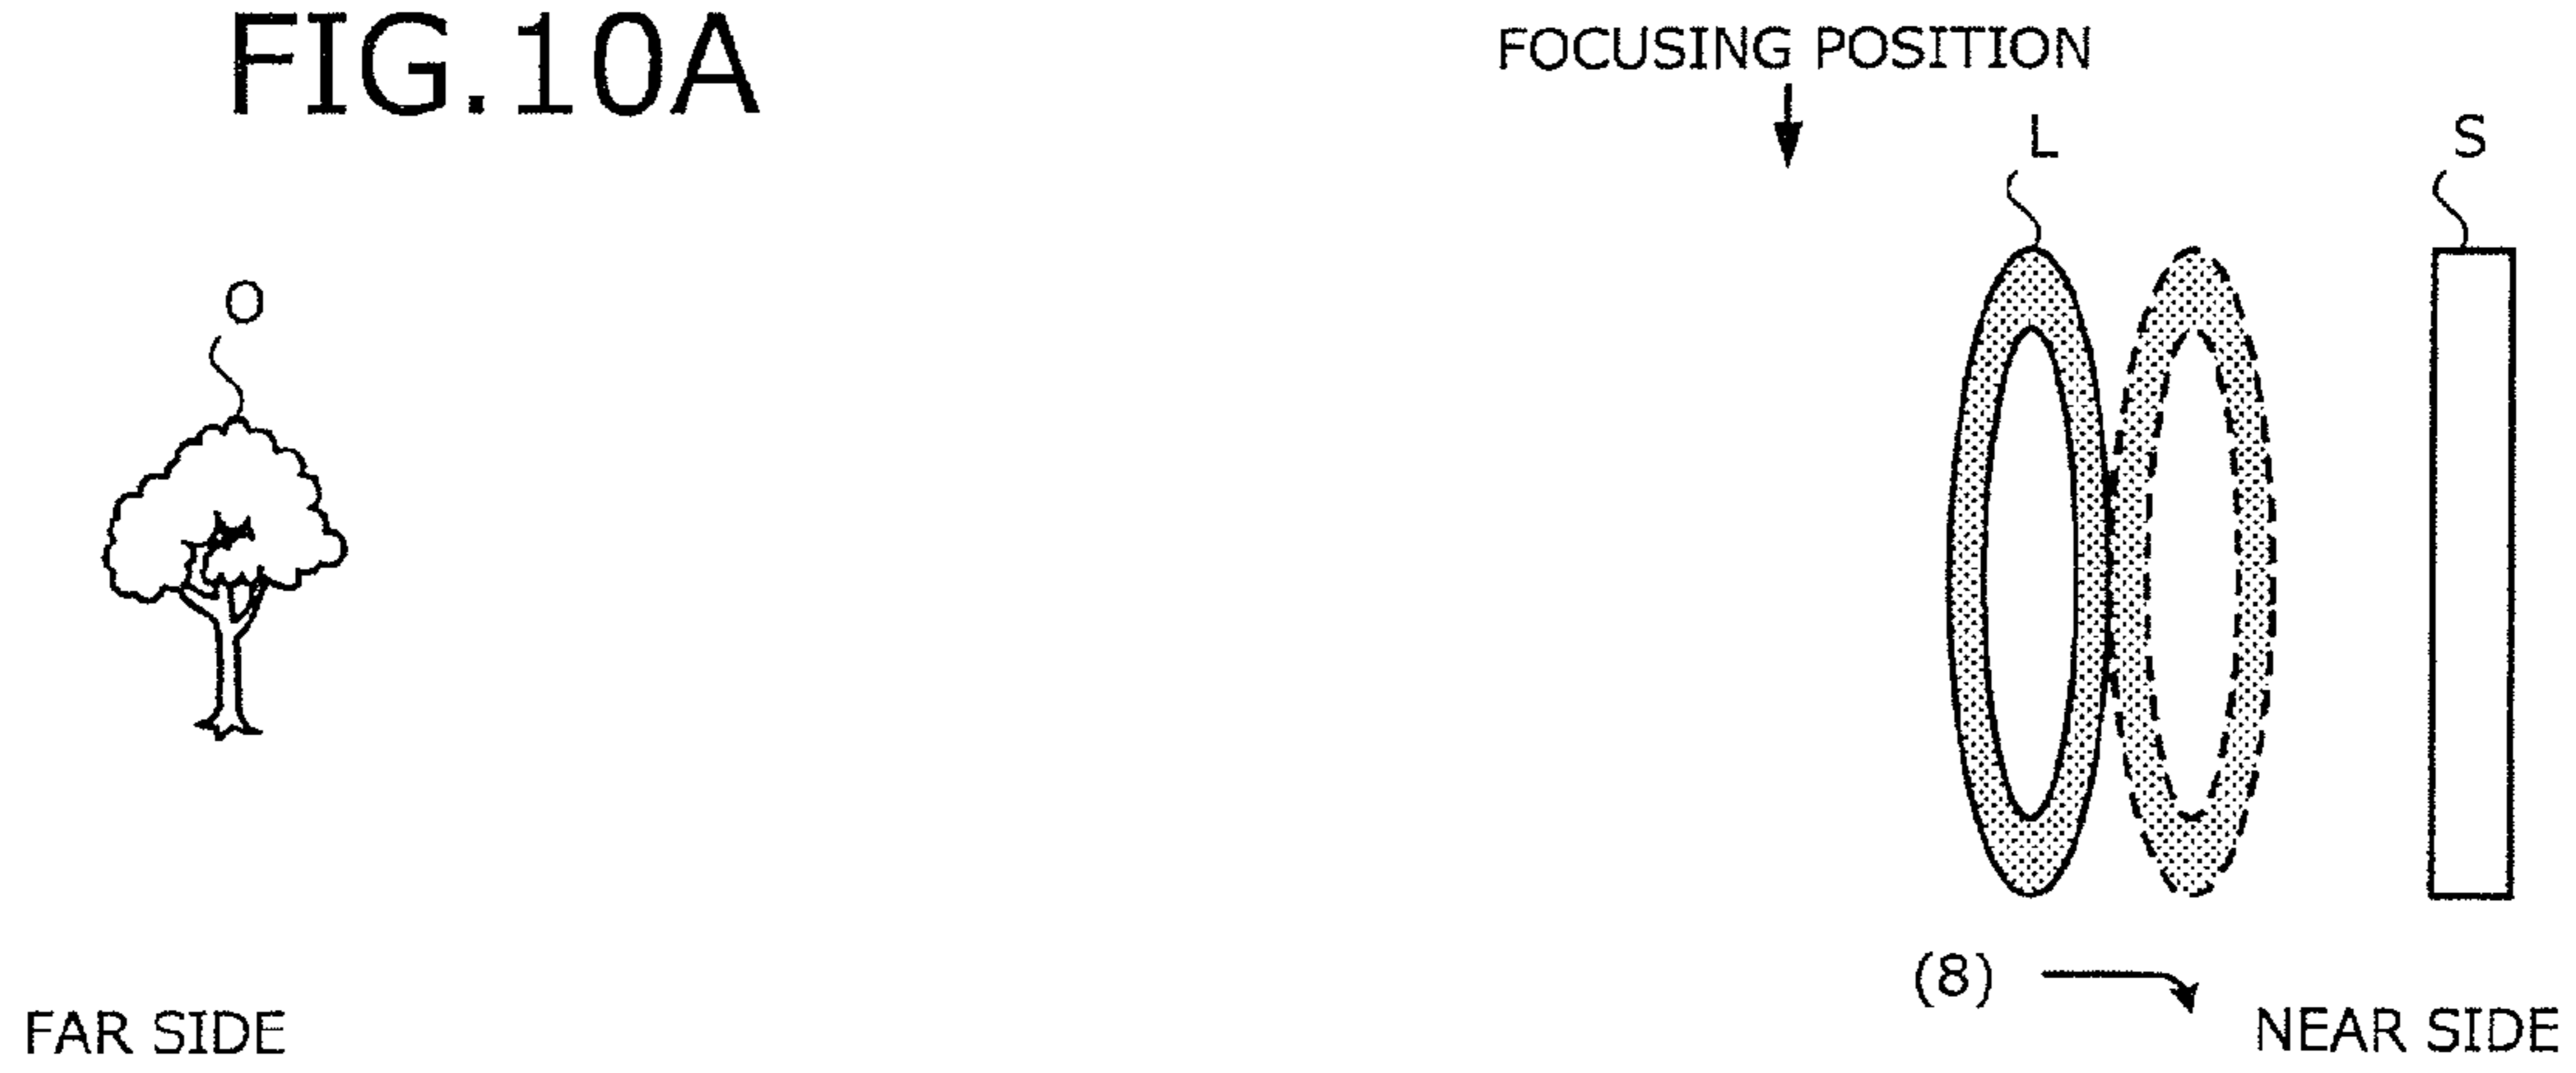 FIG.10A
FOCUSING POSITION
L
S
O
(8)
FAR SIDE
NEAR SIDE